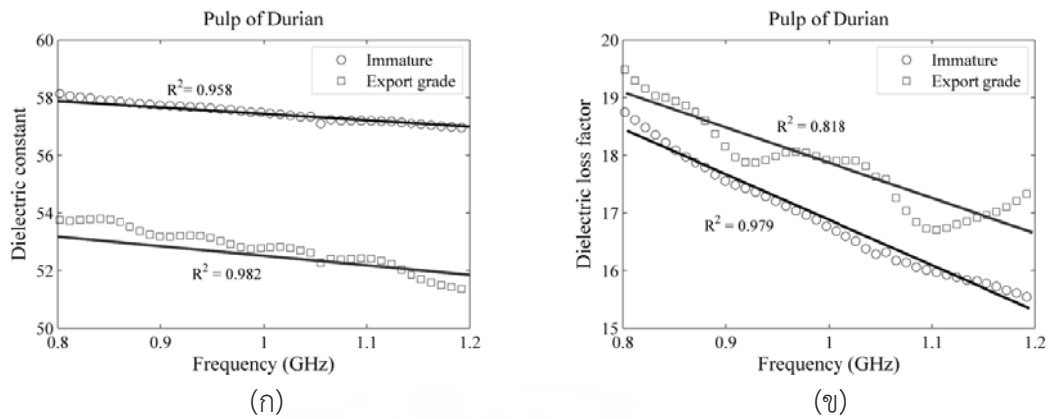 Pulp of Durian
60
58
56
54
52
50
Dielectric constant
Immature
Export grade
R² = 0.958
R² = 0.982
0.8
0.9
1
1.1
1.2
Frequency (GHz)
(ก)
Pulp of Durian
20
19
18
17
16
15
Dielectric loss factor
Immature
Export grade
R² = 0.818
R² = 0.979
0.8
0.9
1
1.1
1.2
Frequency (GHz)
(ข)